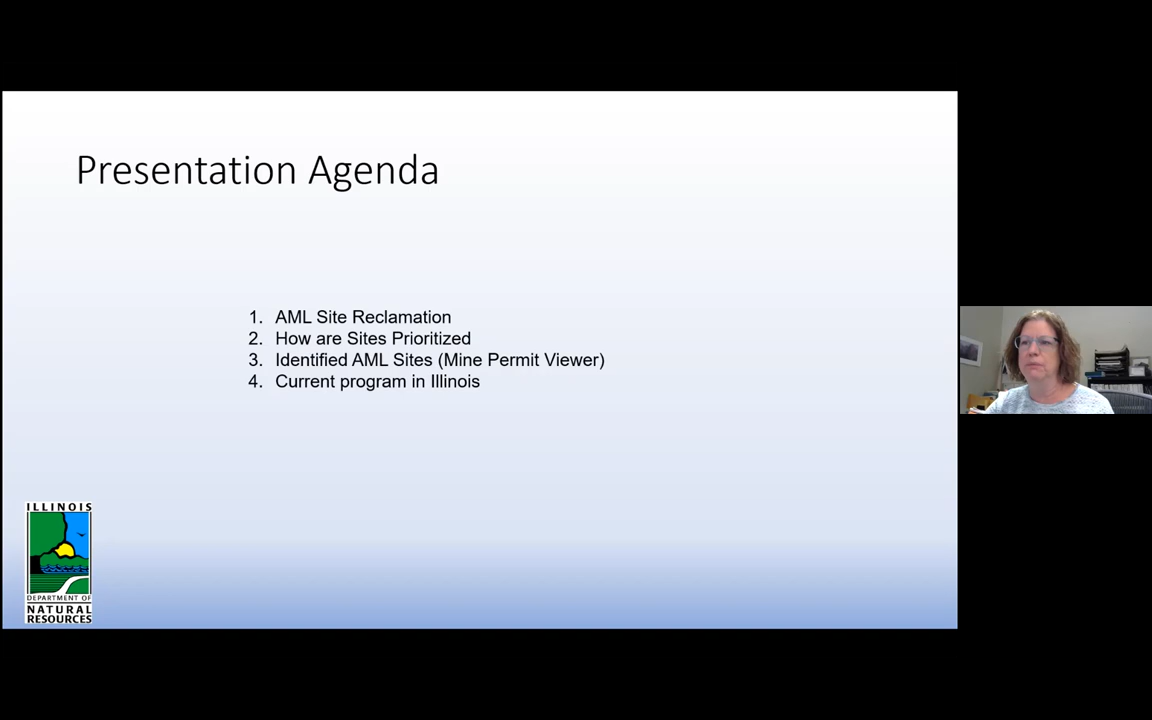 Presentation Agenda
1. AML Site Reclamation
2. How are Sites Prioritized
3. Identified AML Sites (Mine Permit Viewer)
4. Current program in Illinois
ILLINOIS
DEPARTMENT OF
NATURAL
RESOURCES